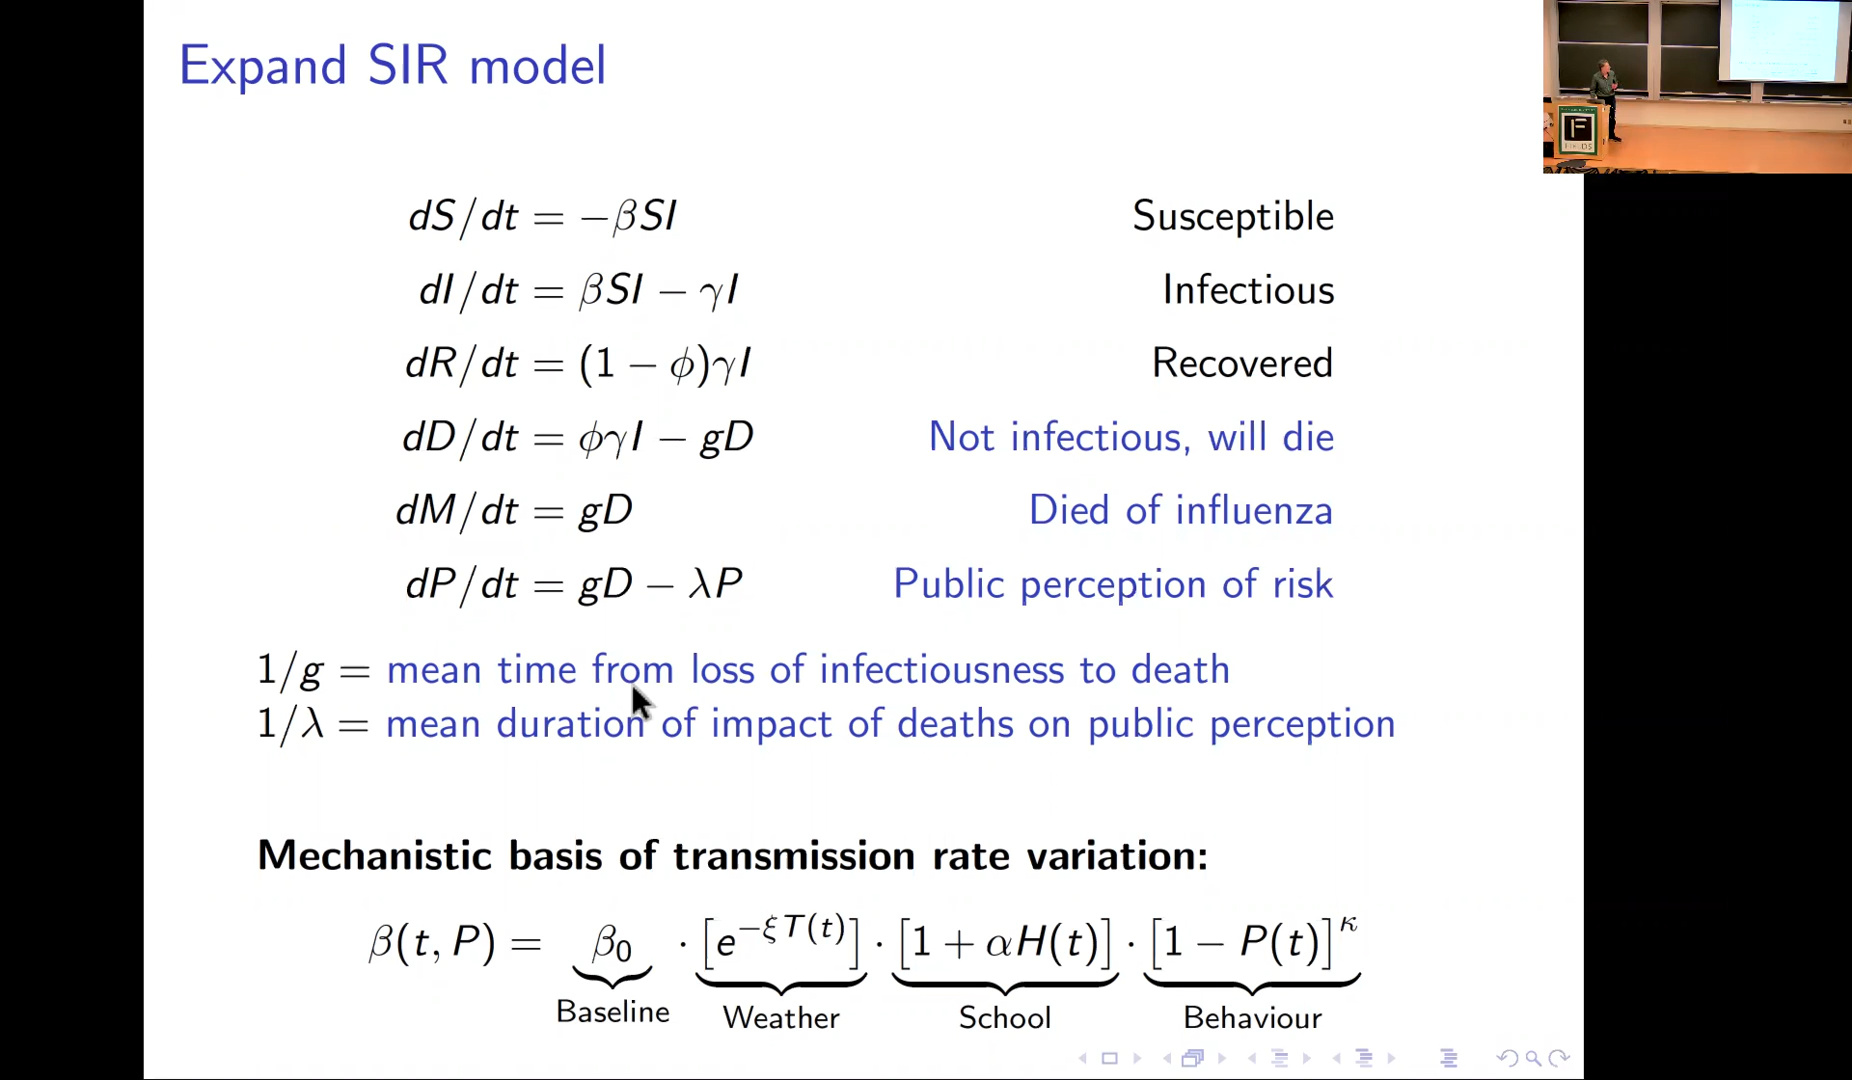 Expand SIR model
dS/dt = −βSI Susceptible
dI/dt = βSI − γI Infectious
dR/dt = (1 − ϕ)γI Recovered
dD/dt = ϕγI − gD Not infectious, will die
dM/dt = gD Died of influenza
dP/dt = gD − λP Public perception of risk
1/g = mean time from loss of infectiousness to death
1/λ = mean duration of impact of deaths on public perception
Mechanistic basis of transmission rate variation:
β(t, P) = β₀ · [e^{−ξT(t)}] · [1 + αH(t)] · [1 − P(t)]^κ
Baseline Weather School Behaviour
F